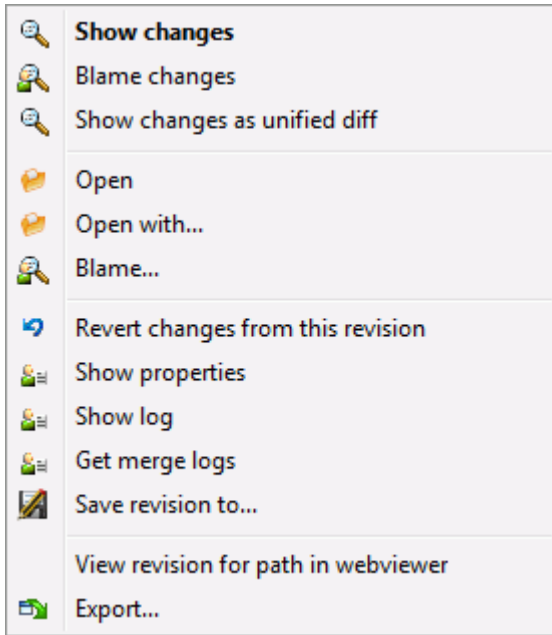 Show changes
Blame changes
Show changes as unified diff
Open
Open with...
Blame...
Revert changes from this revision
Show properties
Show log
Get merge logs
Save revision to...
View revision for path in webviewer
Export...